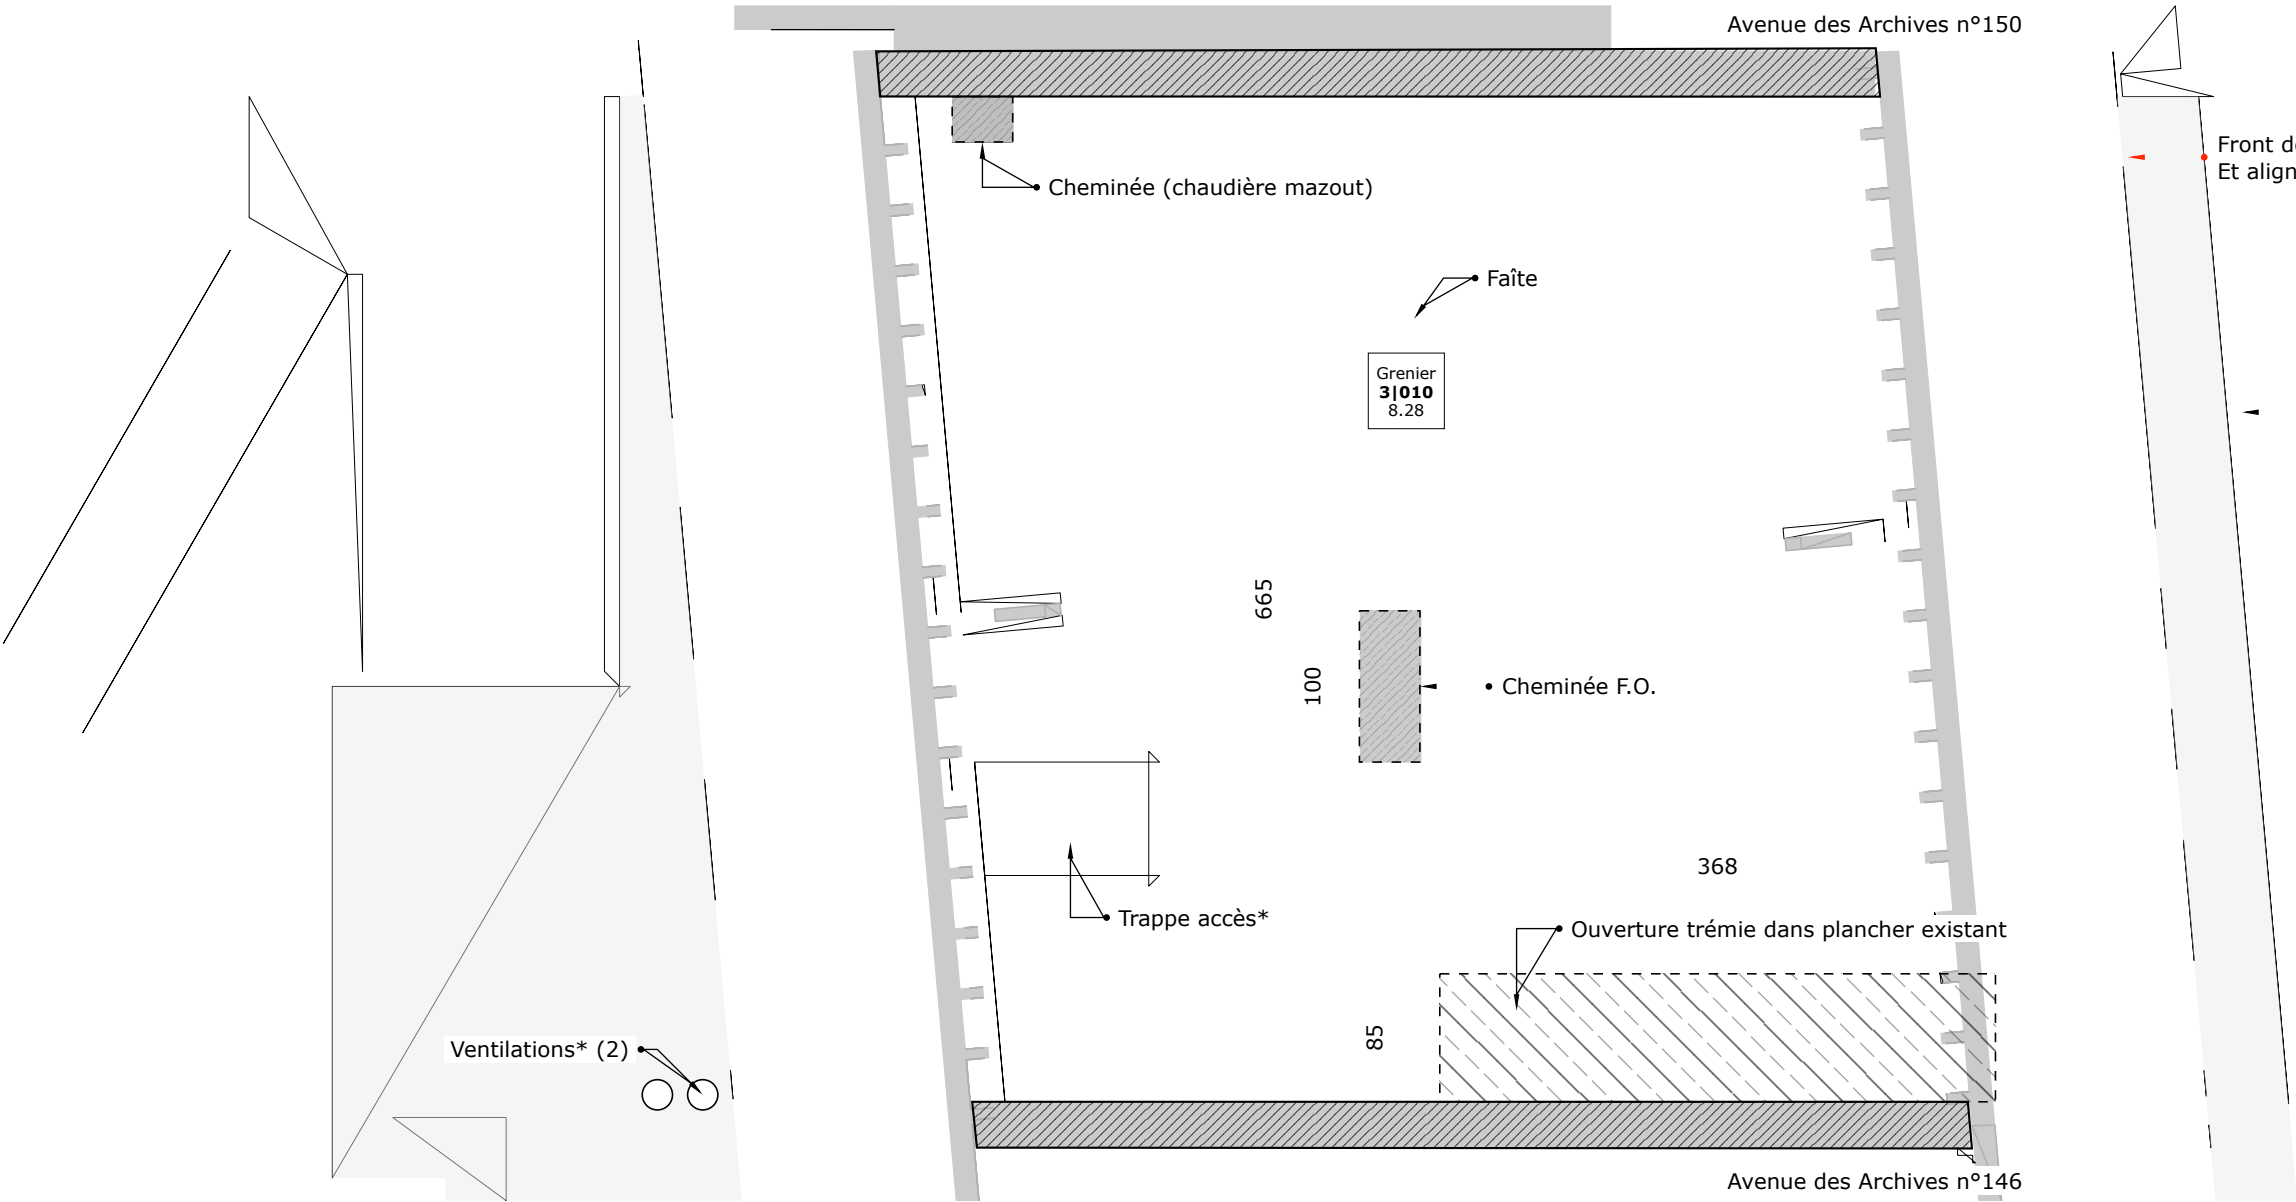 Avenue des Archives n°150
Front
Et align
Cheminée (chaudière mazout)
Faîte
Grenier
3|010
8.28
665
100
Cheminée F.O.
368
Trappe accès*
Ouverture trémie dans plancher existant
85
Ventilations* (2)
Avenue des Archives n°146